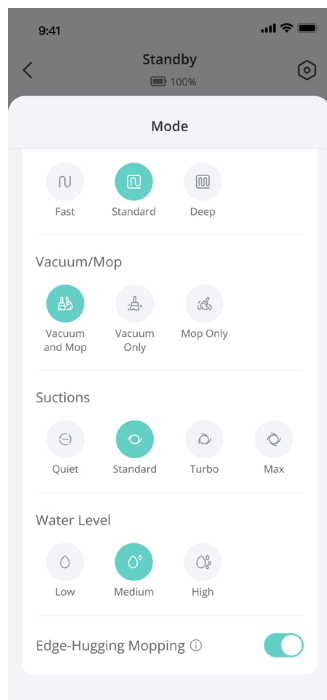 9:41
Standby
100%
Mode
Fast
Standard
Deep
Vacuum/Mop
Vacuum
and Mop
Vacuum
Only
Mop Only
Suctions
Quiet
Standard
Turbo
Max
Water Level
Low
Medium
High
Edge-Hugging Mopping